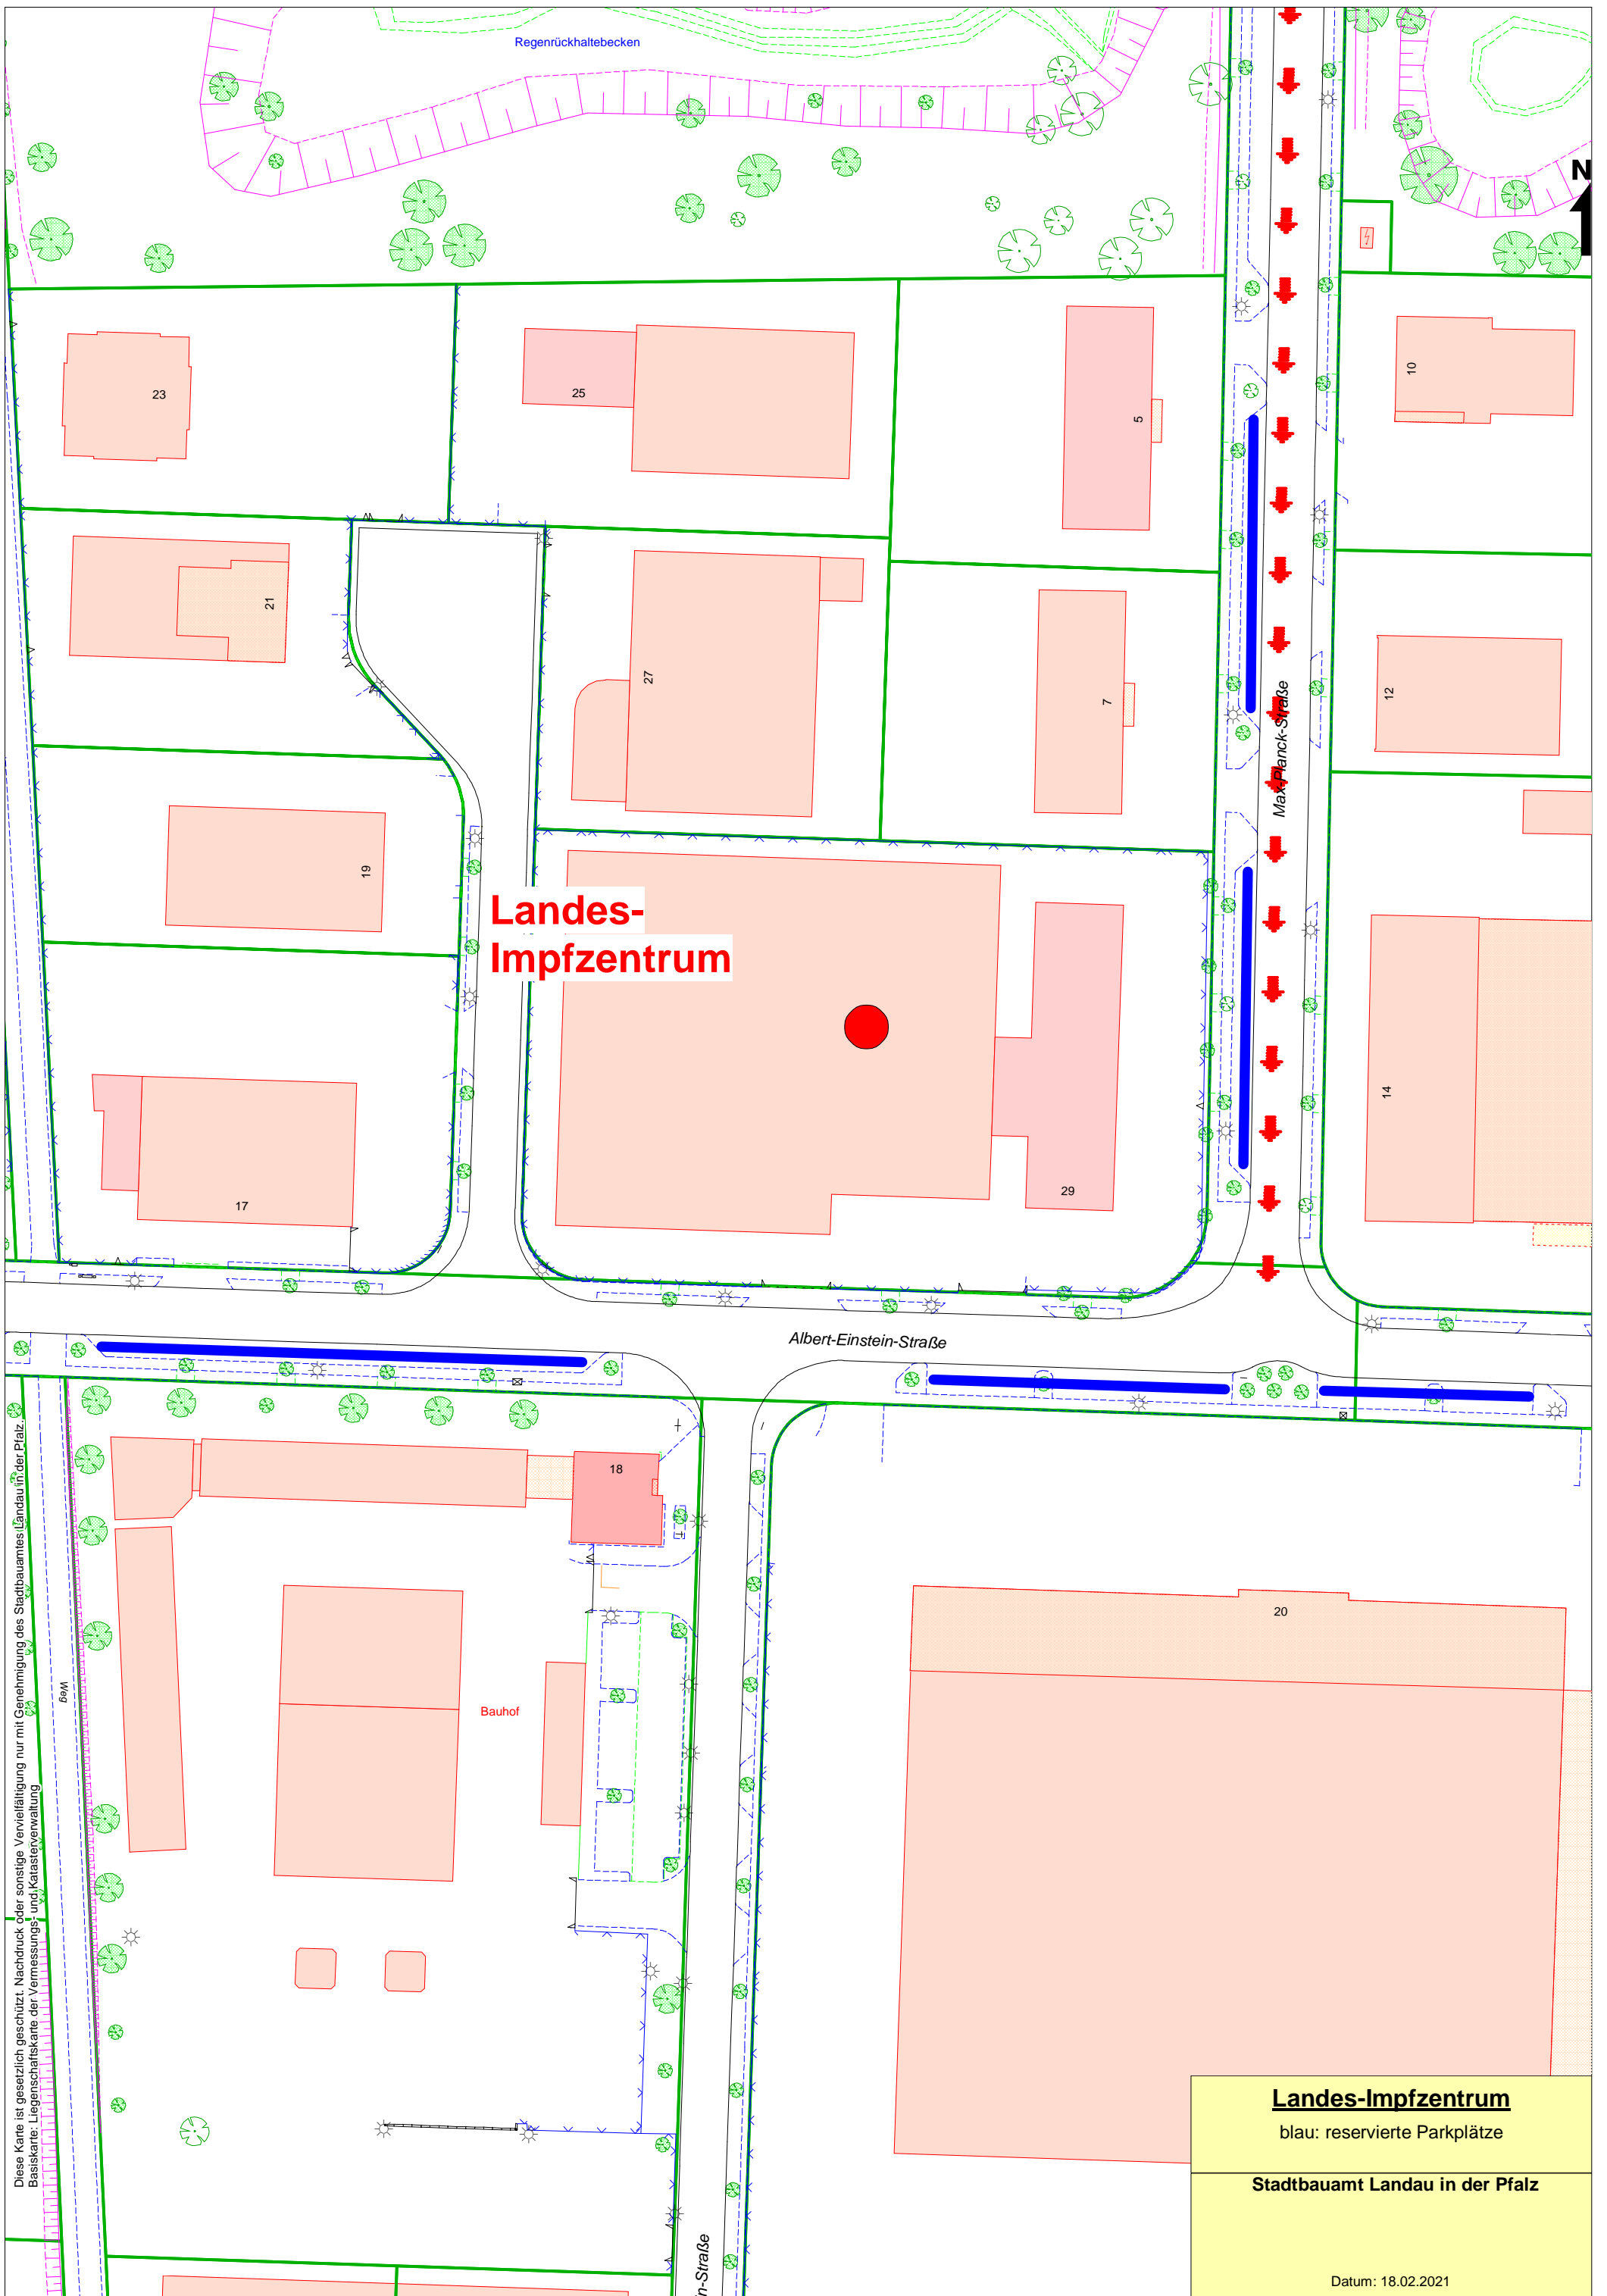 Regenrückhaltebecken
N
23
25
5
10
21
27
7
12
Max-Planck-Straße
19
Landes-
Impfzentrum
14
17
29
Albert-Einstein-Straße
18
20
Bauhof
Weg
n-Straße
Diese Karte ist gesetzlich geschützt. Nachdruck oder sonstige Vervielfältigung nur mit Genehmigung des Stadtbauamtes Landau in der Pfalz.
Basiskarte: Liegenschaftskarte der Vermessungs- und Katasterverwaltung
Landes-Impfzentrum
blau: reservierte Parkplätze
Stadtbauamt Landau in der Pfalz
Datum: 18.02.2021